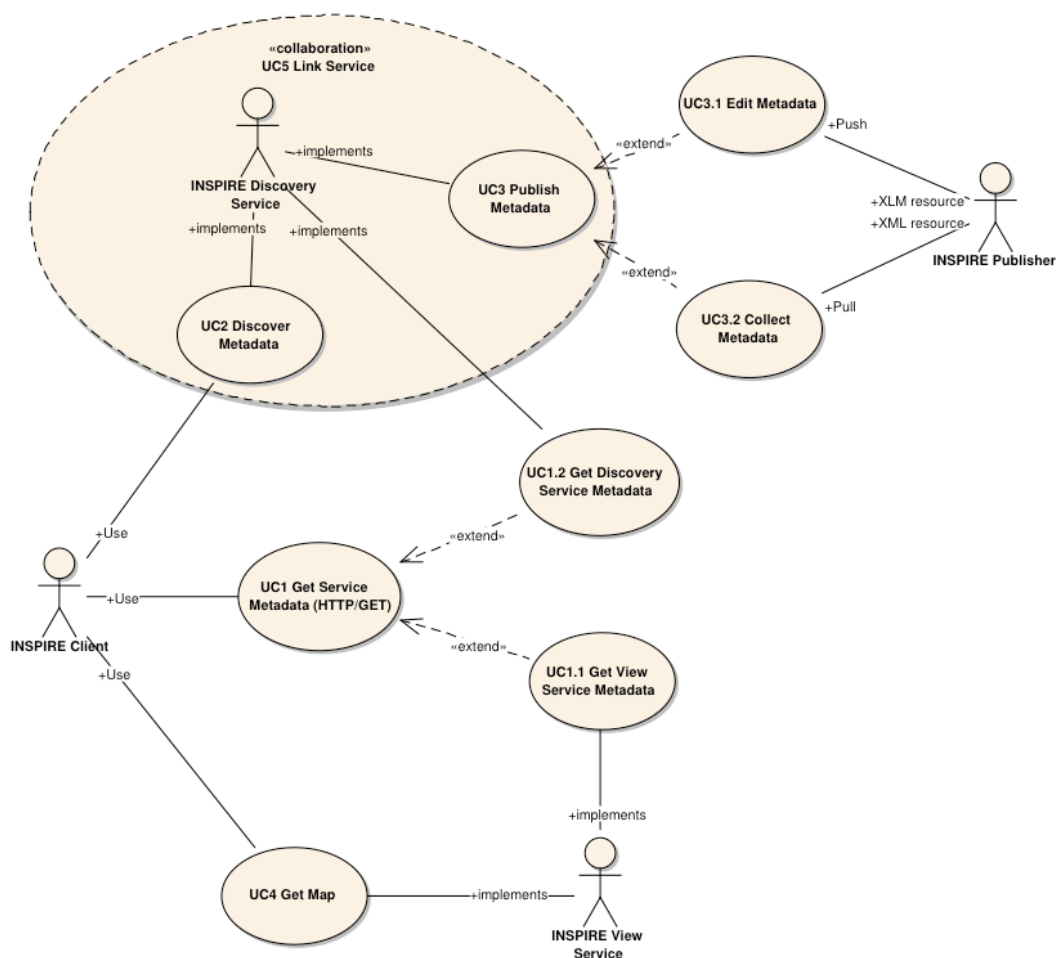 «collaboration»
UC5 Link Service
UC3.1 Edit Metadata
+Push
«extend»
+implements
INSPIRE Discovery
Service
UC3 Publish
Metadata
+XLM resource
+XML resource
INSPIRE Publisher
+implements
+implements
«extend»
+Pull
UC3.2 Collect
Metadata
UC2 Discover
Metadata
UC1.2 Get Discovery
Service Metadata
+Use
«extend»
UC1 Get Service
Metadata (HTTP/GET)
+Use
INSPIRE Client
«extend»
+Use
UC1.1 Get View
Service Metadata
+implements
UC4 Get Map
+implements
INSPIRE View
Service